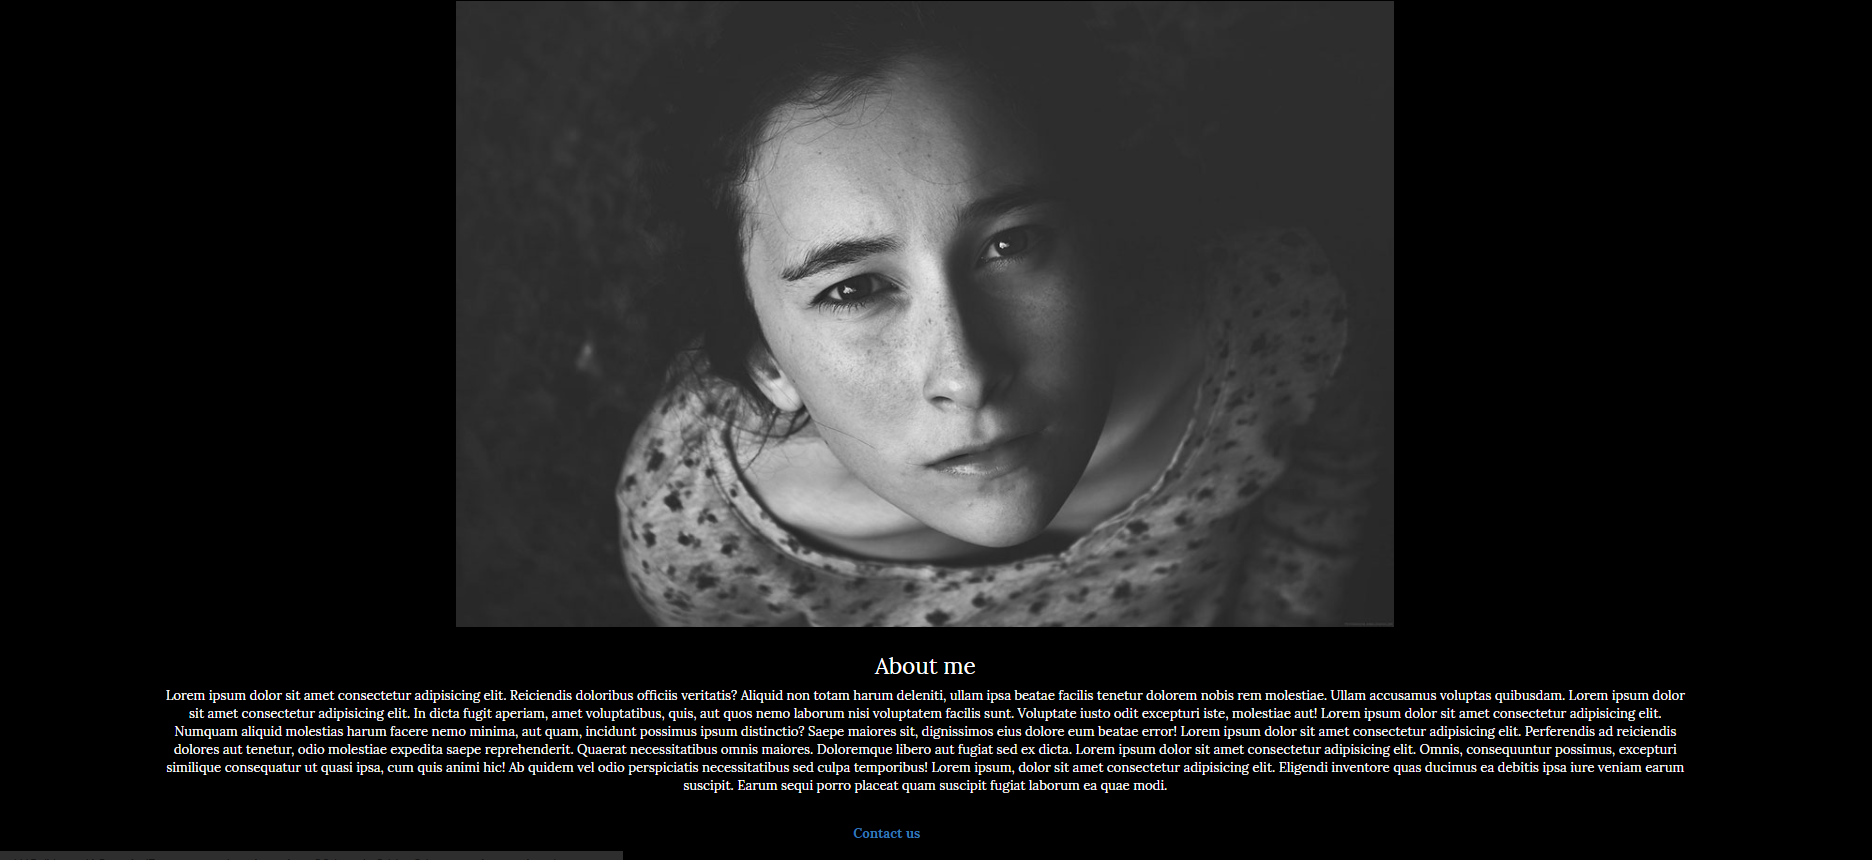 About me
Lorem ipsum dolor sit amet consectetur adipisicing elit. Reiciendis doloribus officiis veritatis? Aliquid non totam harum deleniti, ullam ipsa beatae facilis tenetur dolorem nobis rem molestiae. Ullam accusamus voluptas quibusdam. Lorem ipsum dolor
sit amet consectetur adipisicing elit. In dicta fugit aperiam, amet voluptatibus, quis, aut quos nemo laborum nisi voluptatem facilis sunt. Voluptate iusto odit excepturi iste, molestiae aut! Lorem ipsum dolor sit amet consectetur adipisicing elit.
Numquam aliquid molestias harum facere nemo minima, aut quam, incidunt possimus ipsum distinctio? Saepe maiores sit, dignissimos eius dolore eum beatae error! Lorem ipsum dolor sit amet consectetur adipisicing elit. Perferendis ad reiciendis
dolores aut tenetur, odio molestiae expedita saepe reprehenderit. Quaerat necessitatibus omnis maiores. Doloremque libero aut fugiat sed ex dicta. Lorem ipsum dolor sit amet consectetur adipisicing elit. Omnis, consequuntur possimus, excepturi
similique consequatur ut quasi ipsa, cum quis animi hic! Ab quidem vel odio perspiciatis necessitatibus sed culpa temporibus! Lorem ipsum, dolor sit amet consectetur adipisicing elit. Eligendi inventore quas ducimus ea debitis ipsa iure veniam earum
suscipit. Earum sequi porro placeat quam suscipit fugiat laborum ea quae modi.
Contact us